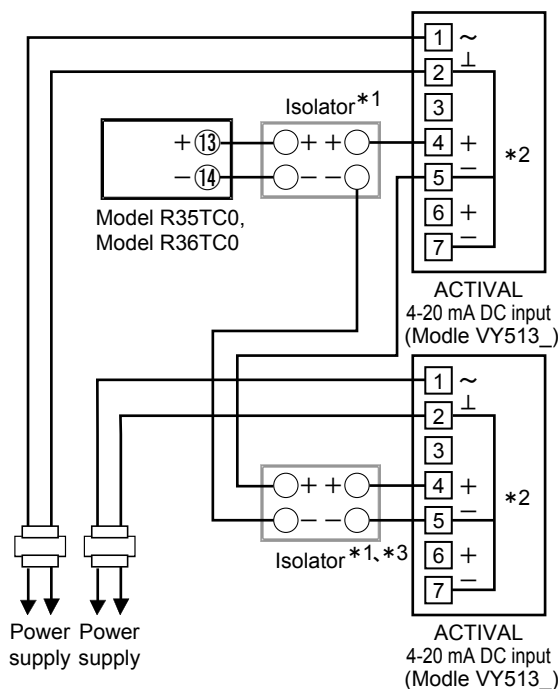 1 ~
2 ⊥
3
Isolator*1
+ ⑬ + + 4 +
− ⑭ − − 5 −
*2
6 +
7 −
Model R35TC0,
Model R36TC0
ACTIVAL
4-20 mA DC input
(Modle VY513_)
1 ~
2 ⊥
3
+ + 4 +
− − 5 −
*2
Isolator*1、*3
6 +
7 −
Power Power
supply supply
ACTIVAL
4-20 mA DC input
(Modle VY513_)